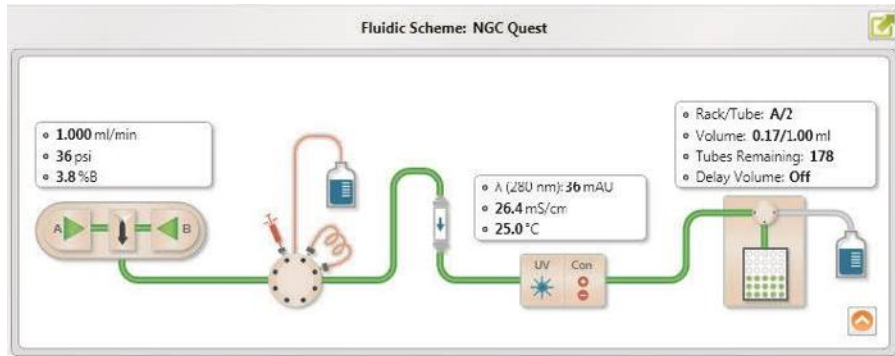 Fluidic Scheme: NGC Quest
1.000 ml/min
36 psi
3.8 %B
A
B
λ (280 nm): 36 mAU
26.4 mS/cm
25.0 °C
UV
Con
Rack/Tube: A/2
Volume: 0.17/1.00 ml
Tubes Remaining: 178
Delay Volume: Off